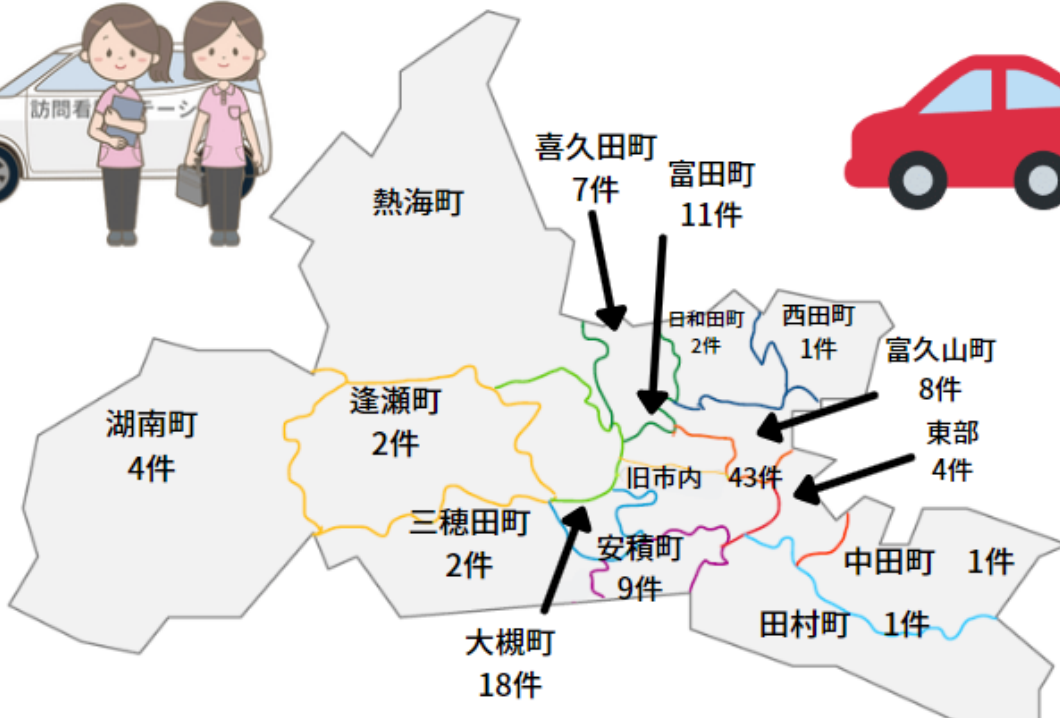 訪問看
テーシ
熱海町
喜久田町
7件
富田町
11件
日和田町
2件
西田町
1件
富久山町
8件
東部
4件
湖南町
4件
逢瀬町
2件
旧市内 43件
三穂田町
2件
安積町
9件
中田町 1件
田村町 1件
大槻町
18件